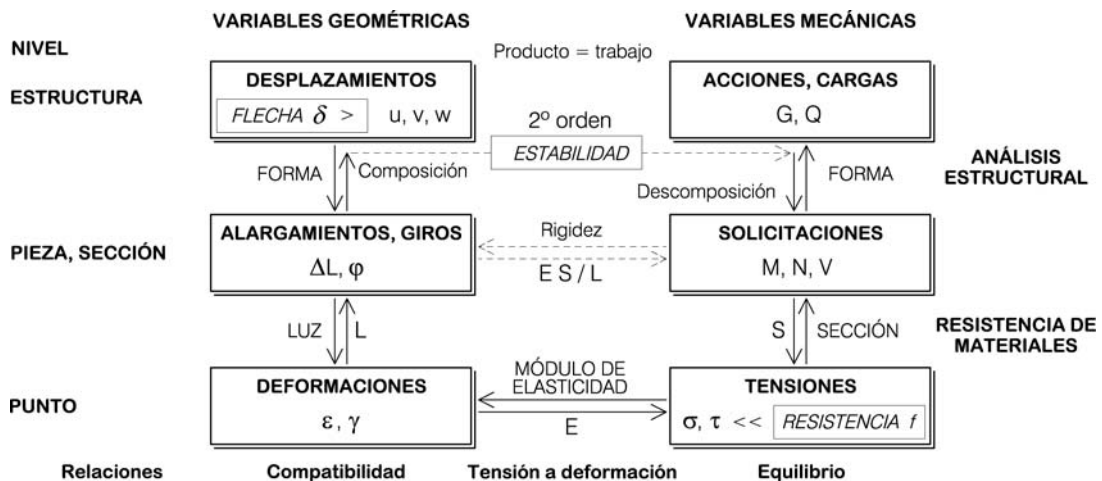 VARIABLES GEOMÉTRICAS VARIABLES MECÁNICAS
NIVEL
Producto = trabajo
ESTRUCTURA
DESPLAZAMIENTOS
FLECHA δ > u, v, w
ACCIONES, CARGAS
G, Q
2º orden
ESTABILIDAD
FORMA
Composición
Descomposición
FORMA
ANÁLISIS
ESTRUCTURAL
PIEZA, SECCIÓN
ALARGAMIENTOS, GIROS
ΔL, φ
Rigidez
E S / L
SOLICITACIONES
M, N, V
LUZ
L
S
SECCIÓN
RESISTENCIA DE
MATERIALES
PUNTO
DEFORMACIONES
ε, γ
MÓDULO DE
ELASTICIDAD
E
TENSIONES
σ, τ << RESISTENCIA f
Relaciones Compatibilidad Tensión a deformación Equilibrio